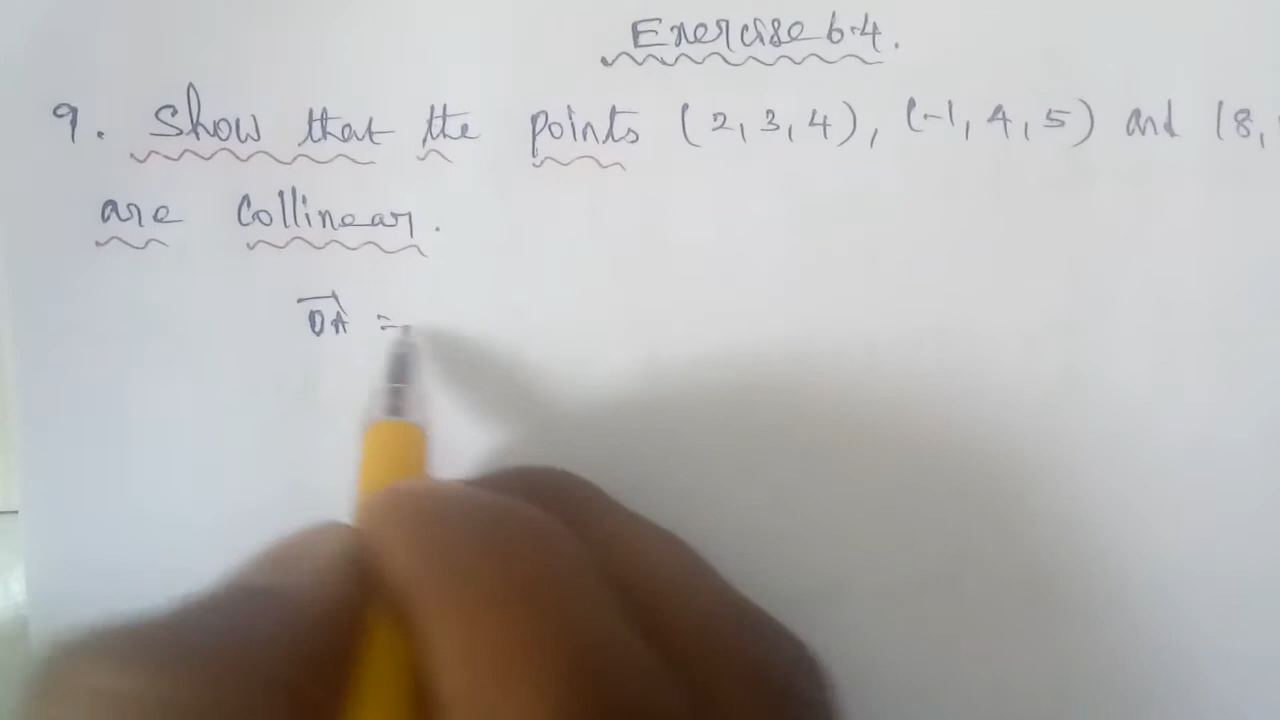 Exercise 6.4.
9. Show that the points (2,3,4), (-1, 4, 5) and (8,
are Collinear.
OA =